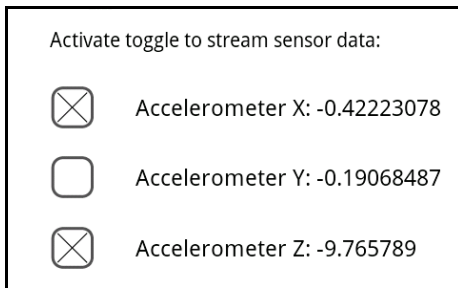 Activate toggle to stream sensor data:
Accelerometer X: -0.42223078
Accelerometer Y: -0.19068487
Accelerometer Z: -9.765789